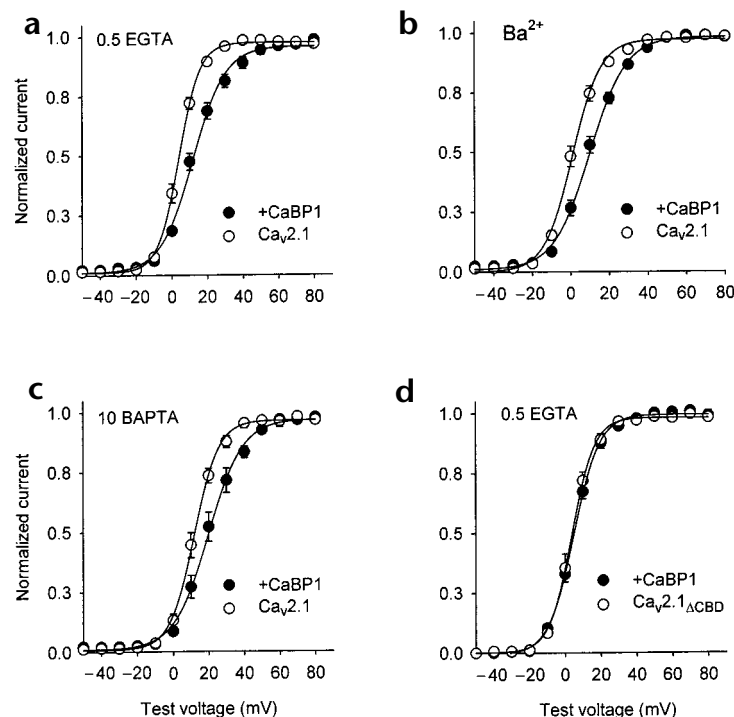 a
0.5 EGTA
Normalized current
1.0
0.8
0.5
0.3
0.0
+CaBP1
Cav2.1
−40 −20 0 20 40 60 80
b
Ba2+
1.0
0.8
0.5
0.3
0.0
+CaBP1
Cav2.1
−40 −20 0 20 40 60 80
c
10 BAPTA
Normalized current
1.0
0.8
0.5
0.3
0.0
+CaBP1
Cav2.1
−40 −20 0 20 40 60 80
Test voltage (mV)
d
0.5 EGTA
1.0
0.8
0.5
0.3
0.0
+CaBP1
Cav2.1ΔCBD
−40 −20 0 20 40 60 80
Test voltage (mV)